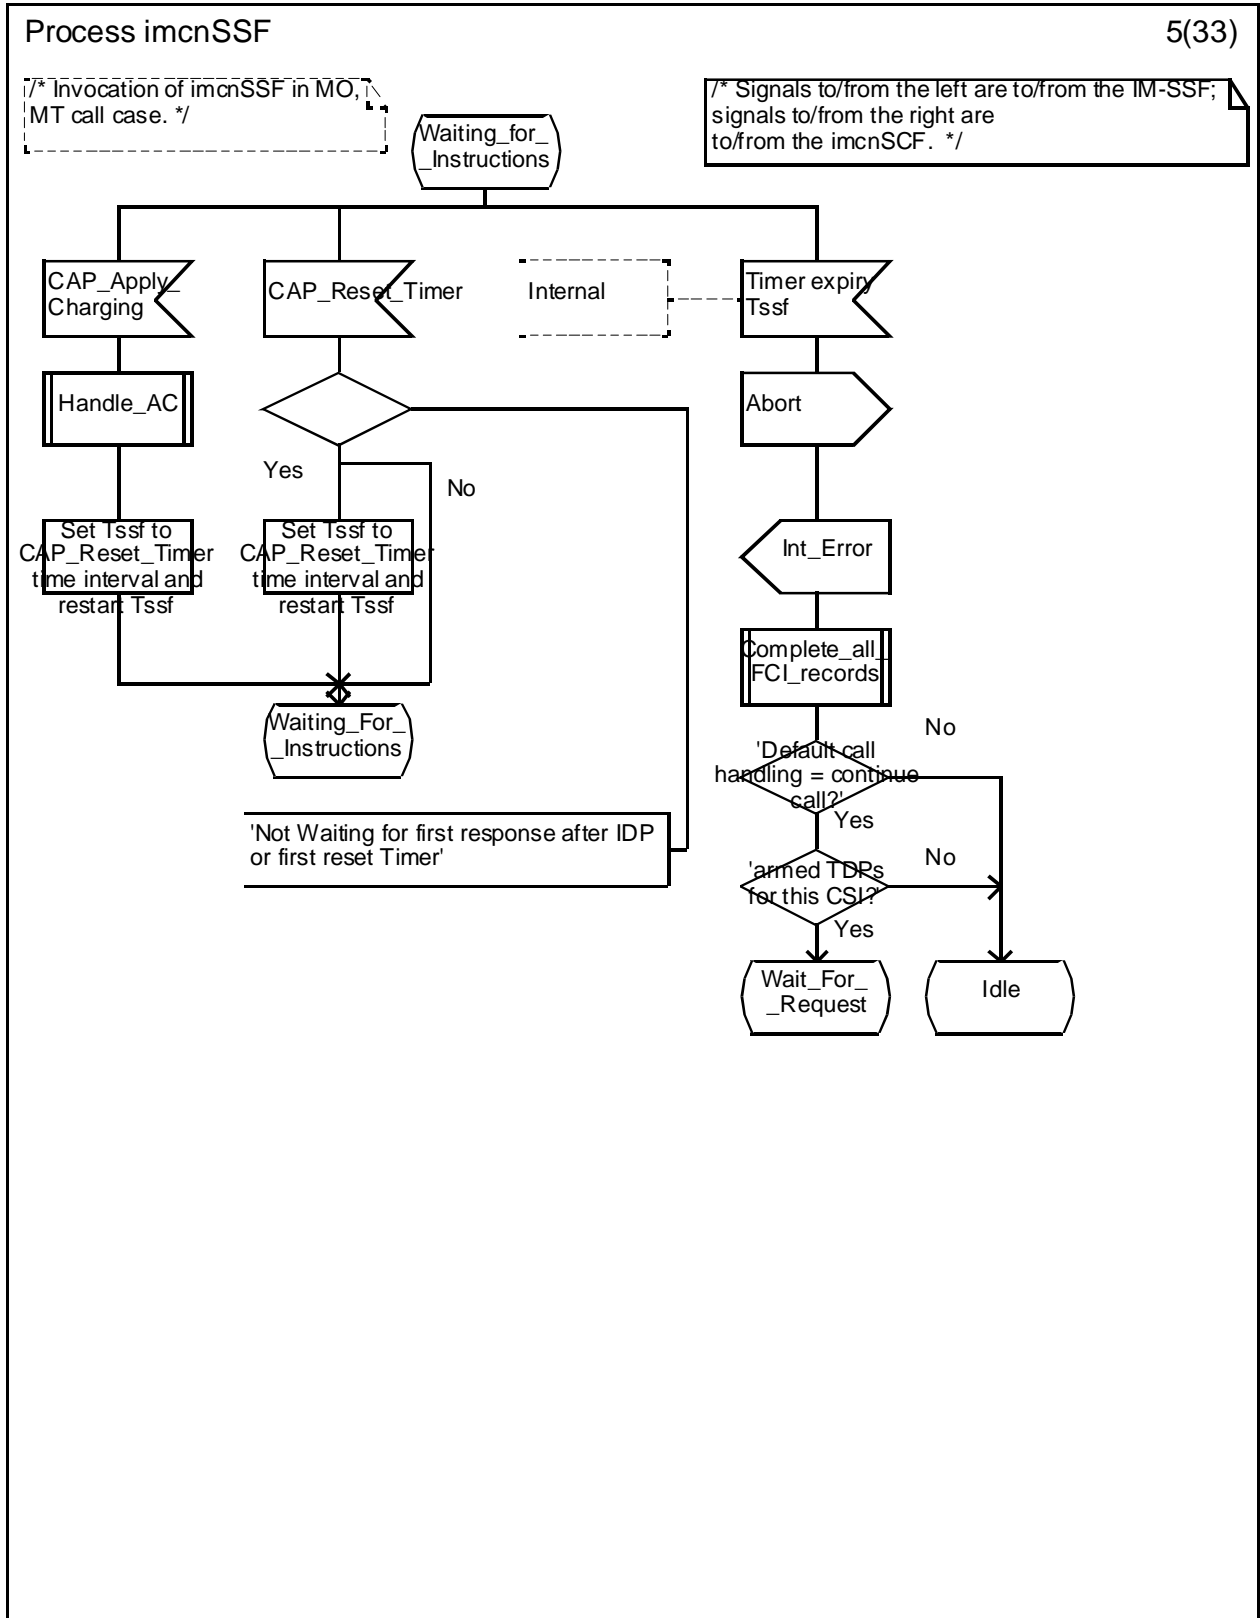 Process imcnSSF
5(33)
/* Invocation of imcnSSF in MO,
MT call case. */
/* Signals to/from the left are to/from the IM-SSF;
signals to/from the right are
to/from the imcnSCF. */
Waiting_for_
_Instructions
CAP_Apply_
Charging
CAP_Reset_Timer
Internal
Timer expiry
Tssf
Handle_AC
Abort
Yes
No
Set Tssf to
CAP_Reset_Timer
time interval and
restart Tssf
Set Tssf to
CAP_Reset_Timer
time interval and
restart Tssf
Int_Error
Complete_all_
FCI_records
Waiting_For_
_Instructions
No
'Default call
handling = continue
call?'
Yes
'Not Waiting for first response after IDP
or first reset Timer'
'armed TDPs
for this CSI?'
No
Yes
Wait_For_
_Request
Idle